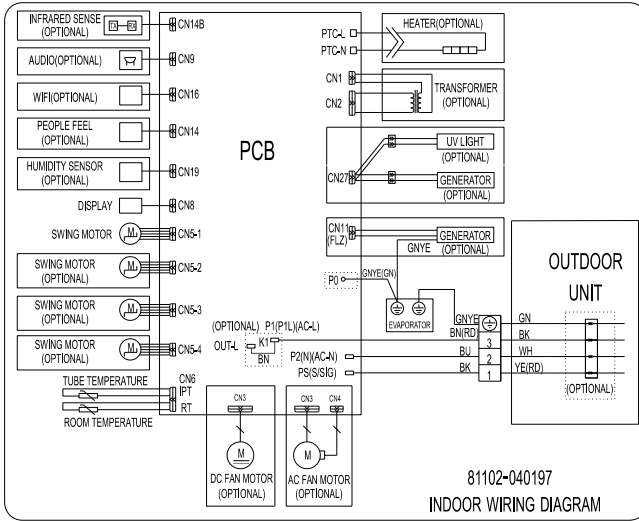 INFRARED SENSE
(OPTIONAL)
TX
RX
CN14B
AUDIO(OPTIONAL)
CN9
WIFI(OPTIONAL)
CN16
PEOPLE FEEL
(OPTIONAL)
CN14
HUMIDITY SENSOR
(OPTIONAL)
CN19
DISPLAY
CN8
SWING MOTOR
M
CN5-1
SWING MOTOR
(OPTIONAL)
M
CN5-2
SWING MOTOR
(OPTIONAL)
M
CN5-3
SWING MOTOR
(OPTIONAL)
M
CN5-4
TUBE TEMPERATURE
CN6
IPT
RT
ROOM TEMPERATURE
PCB
PTC-L
PTC-N
HEATER(OPTIONAL)
CN1
CN2
TRANSFORMER
(OPTIONAL)
CN27
UV LIGHT
(OPTIONAL)
GENERATOR
(OPTIONAL)
CN11
(FLZ)
GENERATOR
(OPTIONAL)
GNYE
P0
GNYE(GN)
EVAPORATOR
(OPTIONAL)
P1(P1L)(AC-L)
OUT-L
K1
BN
P2(N)(AC-N)
PS(S/SIG)
GNYE
BN(RD)
BU
BK
3
2
1
GN
BK
WH
YE(RD)
OUTDOOR
UNIT
(OPTIONAL)
CN3
M
DC FAN MOTOR
(OPTIONAL)
CN3
CN4
M
AC FAN MOTOR
(OPTIONAL)
81102-040197
INDOOR WIRING DIAGRAM